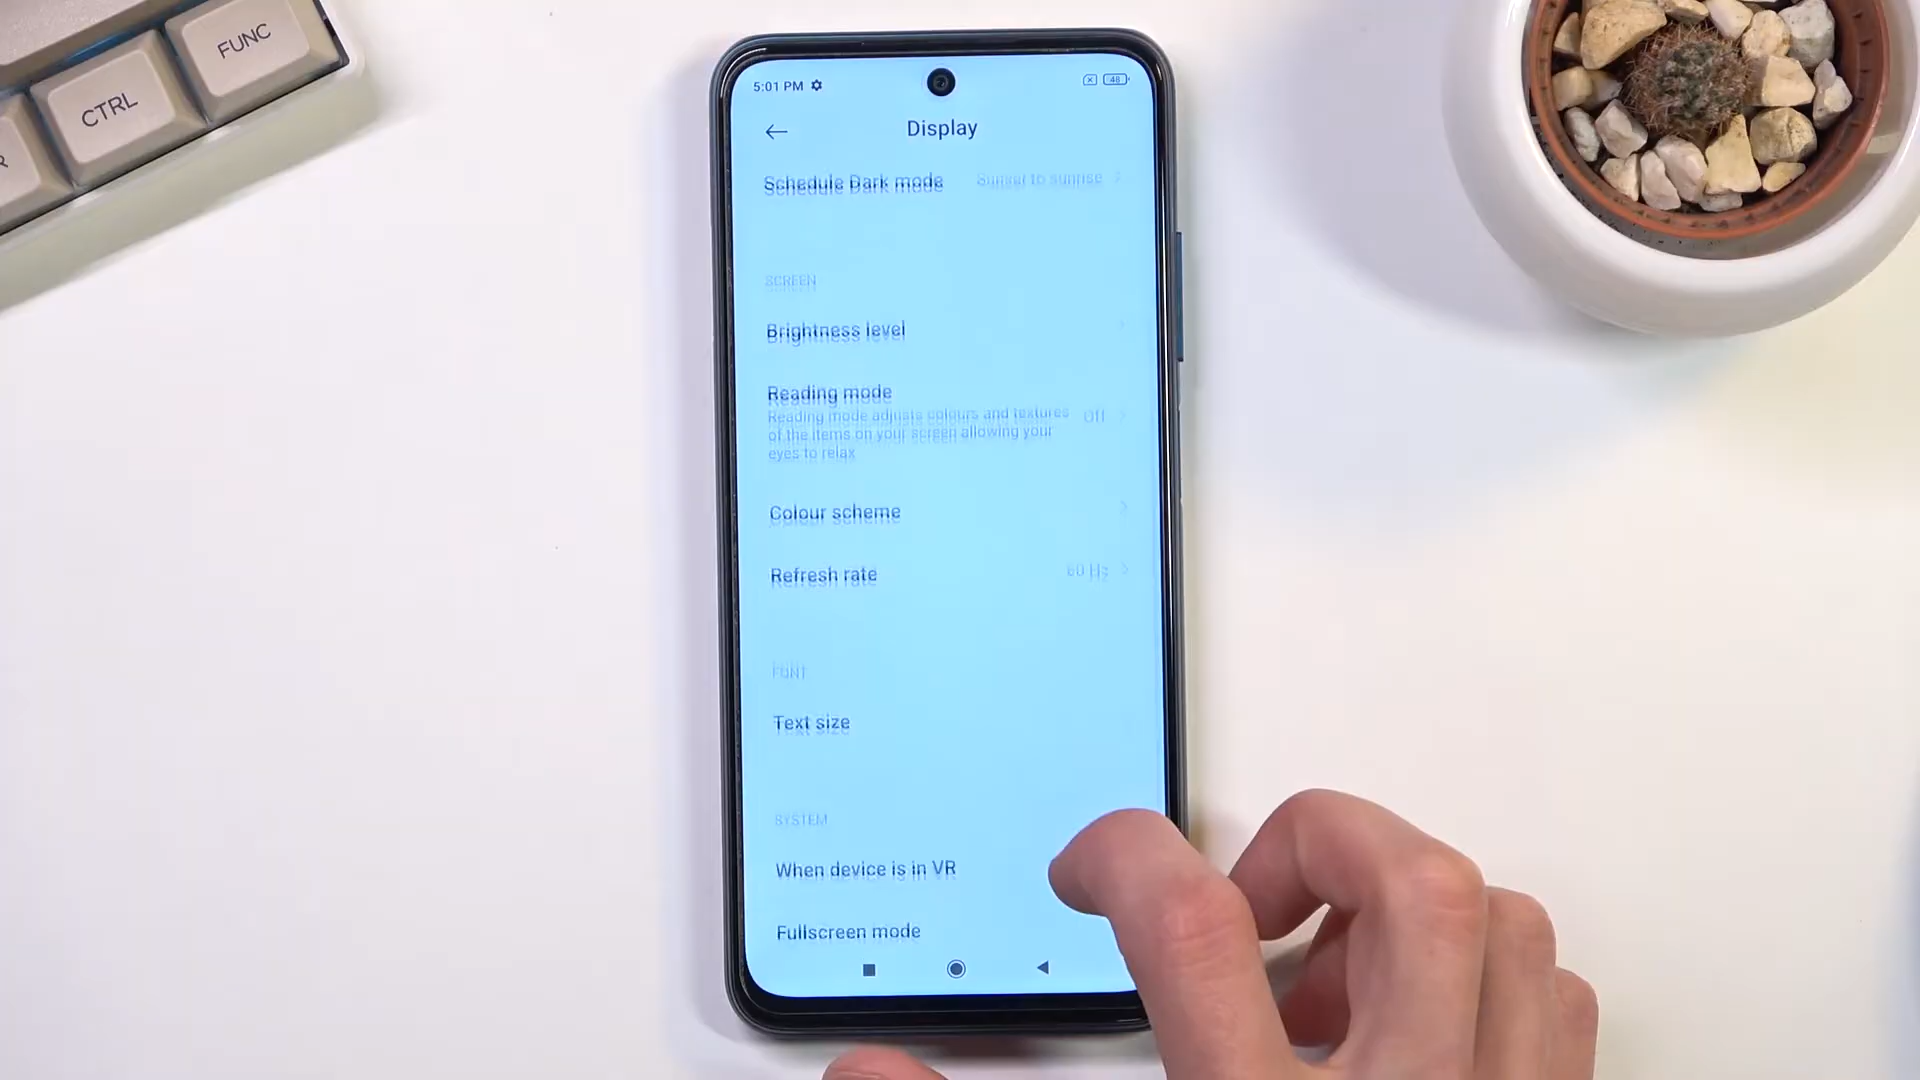 FUNC
CTRL
R
5:01 PM
48
Display
Schedule Dark mode Sunset to sunrise
SCREEN
Brightness level
Reading mode
Reading mode adjusts colours and textures
of the items on your screen allowing your
eyes to relax
Off
Colour scheme
Refresh rate 60 Hz
FONT
Text size
SYSTEM
When device is in VR
Fullscreen mode